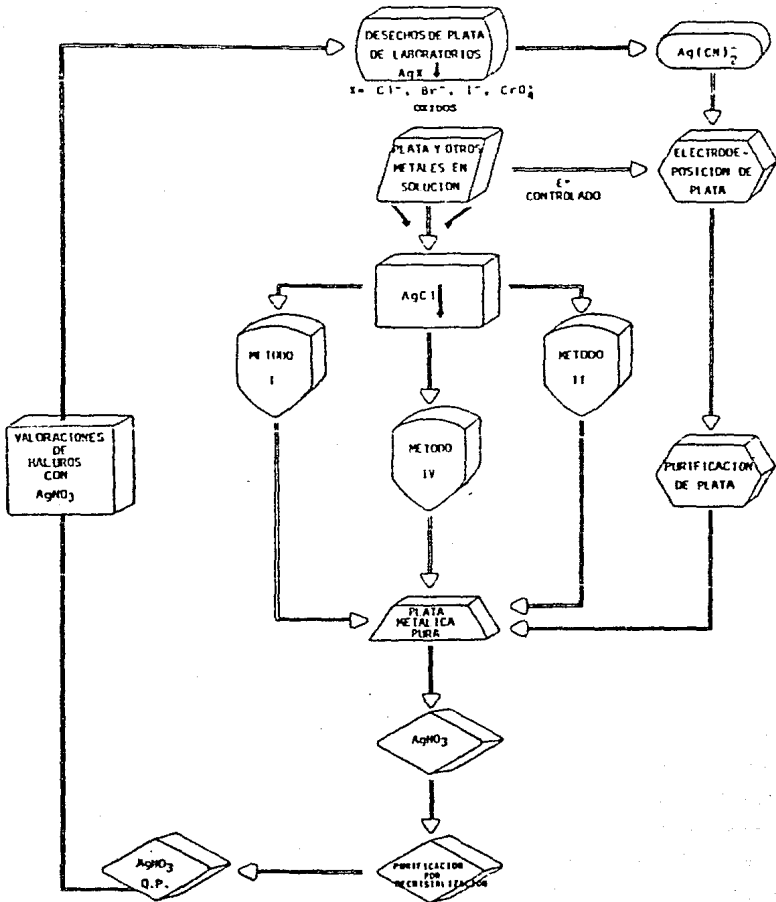 DESECHOS DE PLATA
DE LABORATORIOS
AgX ↓
X= Cl⁻, Br⁻, I⁻, CrO₄⁼
OXIDOS
Ag(CN)₂⁻
PLATA Y OTROS
METALES EN
SOLUCION
E°
CONTROLADO
ELECTRODE-
POSICION DE
PLATA
AgCl ↓
METODO
I
METODO
IV
METODO
II
VALORACIONES
DE
HALUROS
CON
AgNO₃
PURIFICACION
DE PLATA
PLATA
METALICA
PURA
AgNO₃
PURIFICACION
POR
RECRISTALIZACION
AgNO₃
Q.P.